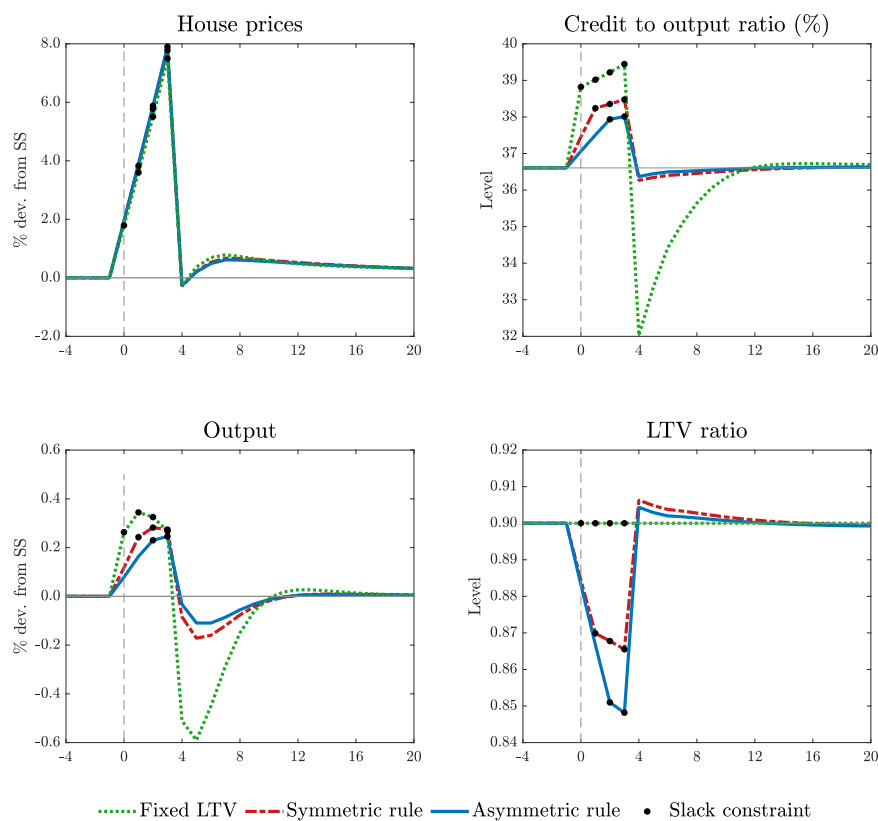 House prices
Credit to output ratio (%)
8.0
6.0
4.0
2.0
0.0
-2.0
% dev. from SS
-4 0 4 8 12 16 20
40
39
38
37
36
35
34
33
32
Level
-4 0 4 8 12 16 20
Output
LTV ratio
0.6
0.4
0.2
0.0
-0.2
-0.4
-0.6
% dev. from SS
-4 0 4 8 12 16 20
0.92
0.91
0.90
0.89
0.88
0.87
0.86
0.85
0.84
Level
-4 0 4 8 12 16 20
Fixed LTV Symmetric rule Asymmetric rule Slack constraint